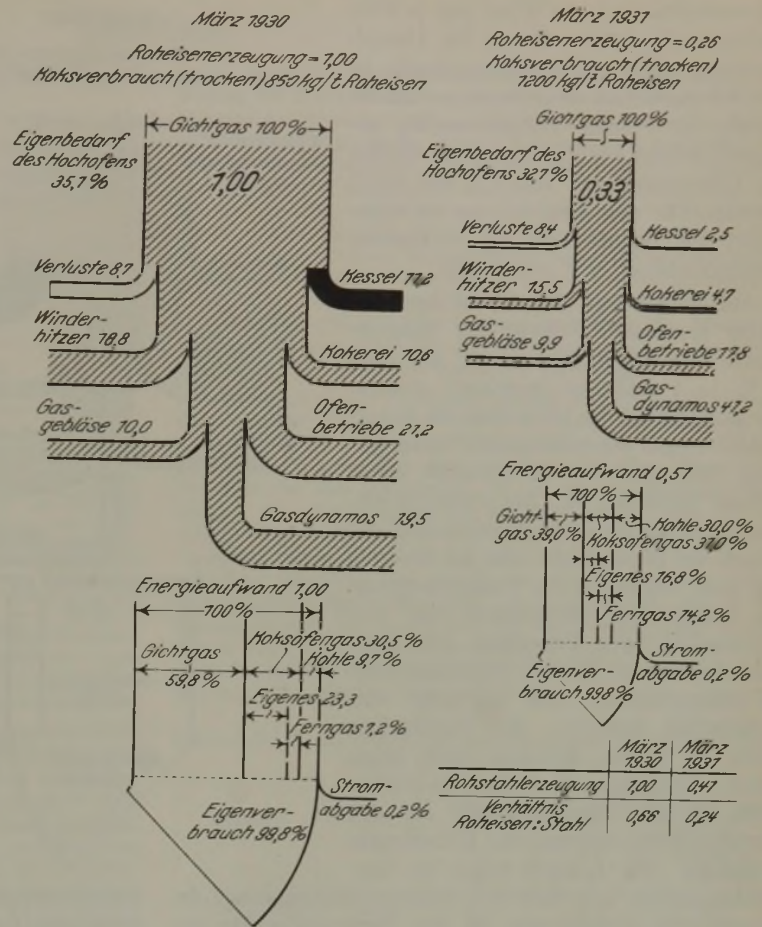 März 1930
Roheisenerzeugung = 1,00
Koksverbrauch (trocken) 850 kg/t Roheisen
Gichtgas 100%
Eigenbedarf
des Hochofens
35,7 %
1,00
Verluste 8,7
Kessel 11,2
Winder-
hitzer 18,8
Kokerei 10,6
Gas-
gebläse 10,0
Ofen-
betriebe 21,2
Gasdynamos 19,5
Energieaufwand 1,00
100%
Gichtgas
59,8 %
Koksofengas 30,5 %
Kohle 9,7 %
Eigenes 23,3
Ferngas 7,2 %
Eigenver-
brauch 99,8%
Strom-
abgabe 0,2 %
März 1931
Roheisenerzeugung = 0,26
Koksverbrauch (trocken)
1200 kg/t Roheisen
Gichtgas 100%
Eigenbedarf des
Hochofens 32,7 %
0,33
Verluste 8,4
Kessel 2,5
Winder-
hitzer 15,5
Kokerei 4,7
Gas-
gebläse 9,9
Ofen-
betriebe 17,8
Gas-
dynamos 41,2
Energieaufwand 0,57
100%
Gicht-
gas 39,0%
Kohle 30,0%
Koksofengas 31,0%
Eigenes 16,8%
Ferngas 14,2%
Eigenver-
brauch 99,8%
Strom-
abgabe 0,2 %
März 1930 März 1931
Rohstahlerzeugung 1,00 0,41
Verhältnis
Roheisen : Stahl 0,66 0,24